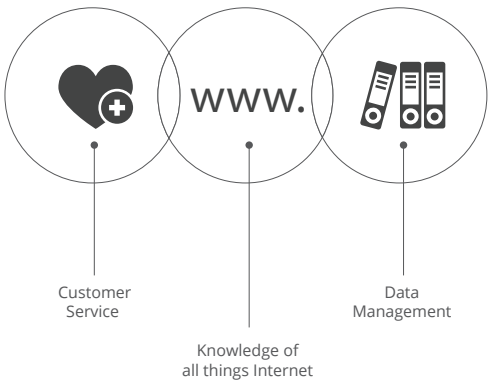 www.
Customer
Service
Data
Management
Knowledge of
all things Internet